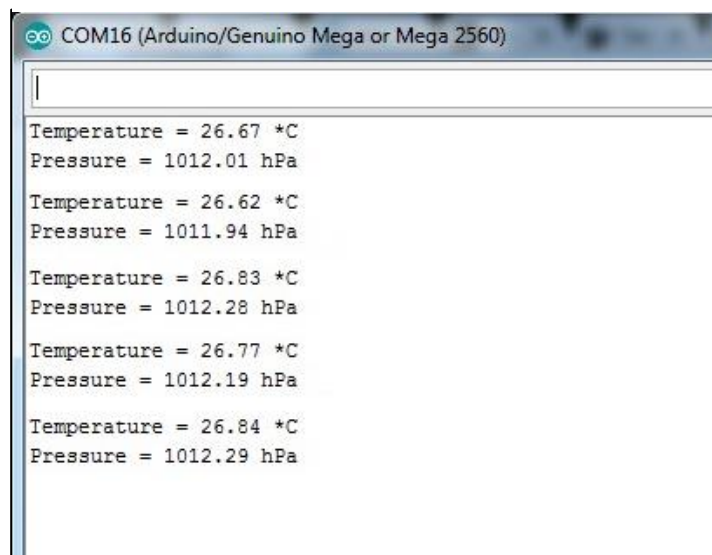 COM16 (Arduino/Genuino Mega or Mega 2560)
Temperature = 26.67 *C
Pressure = 1012.01 hPa
Temperature = 26.62 *C
Pressure = 1011.94 hPa
Temperature = 26.83 *C
Pressure = 1012.28 hPa
Temperature = 26.77 *C
Pressure = 1012.19 hPa
Temperature = 26.84 *C
Pressure = 1012.29 hPa